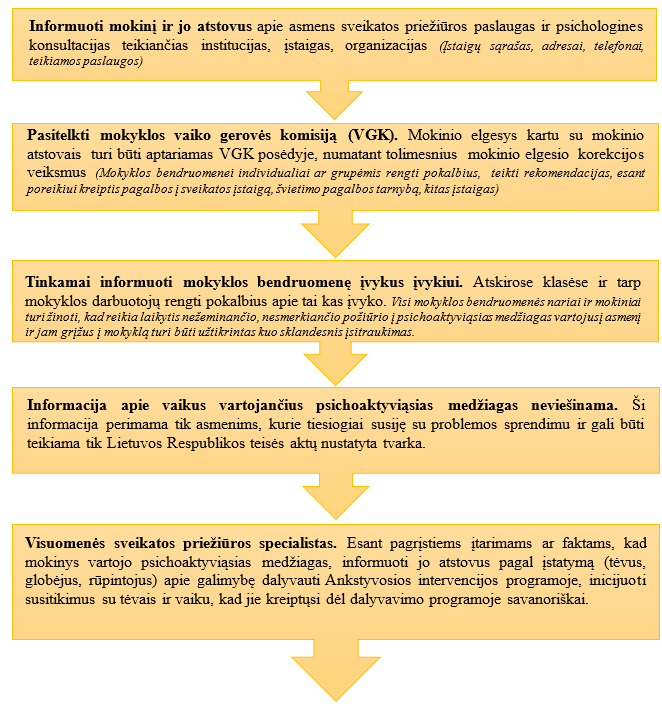 Informuoti mokinį ir jo atstovus apie asmens sveikatos priežiūros paslaugas ir psichologines
konsultacijas teikiančias institucijas, įstaigas, organizacijas (Įstaigų sąrašas, adresai, telefonai,
teikiamos paslaugos)
Pasitelkti mokyklos vaiko gerovės komisiją (VGK). Mokinio elgesys kartu su mokinio
atstovais turi būti aptariamas VGK posėdyje, numatant tolimesnius mokinio elgesio korekcijos
veiksmus (Mokyklos bendruomenei individualiai ar grupėmis rengti pokalbius, teikti rekomendacijas, esant
poreikiui kreiptis pagalbos į sveikatos įstaigą, švietimo pagalbos tarnybą, kitas įstaigas)
Tinkamai informuoti mokyklos bendruomenę įvykus įvykiui. Atskirose klasėse ir tarp
mokyklos darbuotojų rengti pokalbius apie tai kas įvyko. Visi mokyklos bendruomenės nariai ir mokiniai
turi žinoti, kad reikia laikytis nežeminančio, nesmerkiančio požiūrio į psichoaktyviąsias medžiagas vartojusį asmenį
ir jam grįžus į mokyklą turi būti užtikrintas kuo sklandesnis įsitraukimas.
Informacija apie vaikus vartojančius psichoaktyviąsias medžiagas neviešinama. Ši
informacija perimama tik asmenims, kurie tiesiogiai susiję su problemos sprendimu ir gali būti
teikiama tik Lietuvos Respublikos teisės aktų nustatyta tvarka.
Visuomenės sveikatos priežiūros specialistas. Esant pagrįstiems įtarimams ar faktams, kad
mokinys vartojo psichoaktyviąsias medžiagas, informuoti jo atstovus pagal įstatymą (tėvus,
globėjus, rūpintojus) apie galimybę dalyvauti Ankstyvosios intervencijos programoje, inicijuoti
susitikimus su tėvais ir vaiku, kad jie kreiptųsi dėl dalyvavimo programoje savanoriškai.